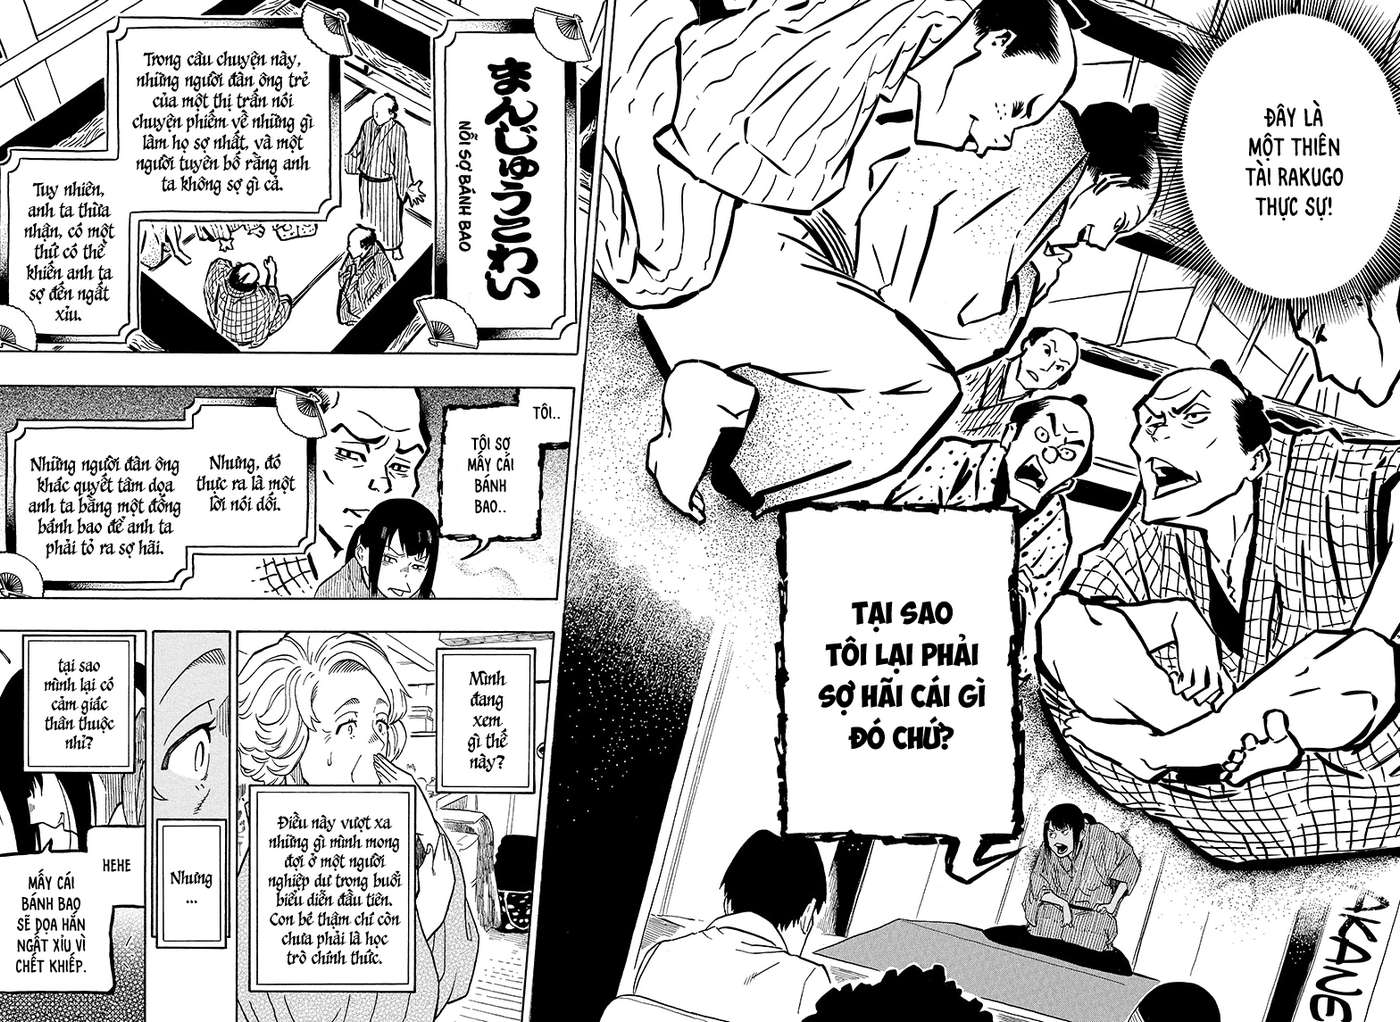 ĐÂY LÀ
MỘT THIÊN
TÀI RAKUGO
THỰC SỰ!
TẠI SAO
TÔI LẠI PHẢI
SỢ HÃI CÁI GÌ
ĐÓ CHỨ?
AKANE
まんじゅうこわい
NỖI SỢ BÁNH BAO
Trong câu chuyện này,
những người đàn ông trẻ
của một thị trấn nói
chuyện phiếm về những gì
làm họ sợ nhất, và một
người tuyên bố rằng anh
ta không sợ gì cả.
Tuy nhiên,
anh ta thừa
nhận, có một
thứ có thể
khiến anh ta
sợ đến ngất
xỉu.
TÔI..
TÔI SỢ
MẤY CÁI
BÁNH
BAO..
Nhưng, đó
thực ra là một
lời nói dối.
Những người đàn ông
khác quyết tâm dọa
anh ta bằng một đống
bánh bao để anh ta
phải tỏ ra sợ hãi.
Mình
đang
xem
gì thế
này?
Điều này vượt xa
những gì mình mong
đợi ở một người
nghiệp dư trong buổi
biểu diễn đầu tiên.
Con bé thậm chí còn
chưa phải là học
trò chính thức.
Nhưng
...
tại sao
mình lại có
cảm giác
thân thuộc
nhỉ?
HEHE
MẤY CÁI
BÁNH BAO
SẼ DỌA HẮN
NGẤT XỈU VÌ
CHẾT KHIẾP.